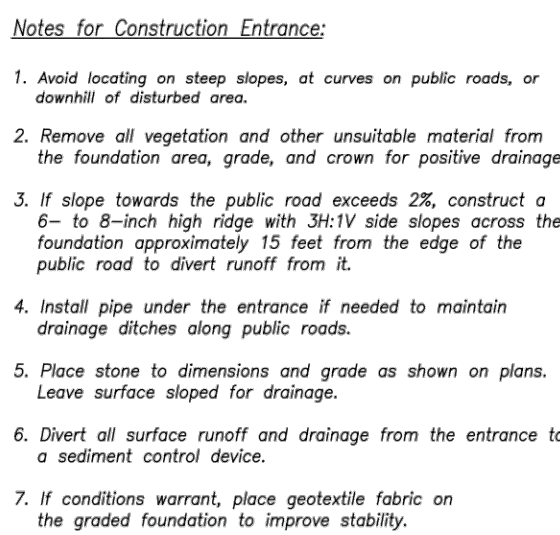 Notes for Construction Entrance:
1. Avoid locating on steep slopes, at curves on public roads, or
downhill of disturbed area.
2. Remove all vegetation and other unsuitable material from
the foundation area, grade, and crown for positive drainage
3. If slope towards the public road exceeds 2%, construct a
6- to 8-inch high ridge with 3H:1V side slopes across the
foundation approximately 15 feet from the edge of the
public road to divert runoff from it.
4. Install pipe under the entrance if needed to maintain
drainage ditches along public roads.
5. Place stone to dimensions and grade as shown on plans.
Leave surface sloped for drainage.
6. Divert all surface runoff and drainage from the entrance to
a sediment control device.
7. If conditions warrant, place geotextile fabric on
the graded foundation to improve stability.